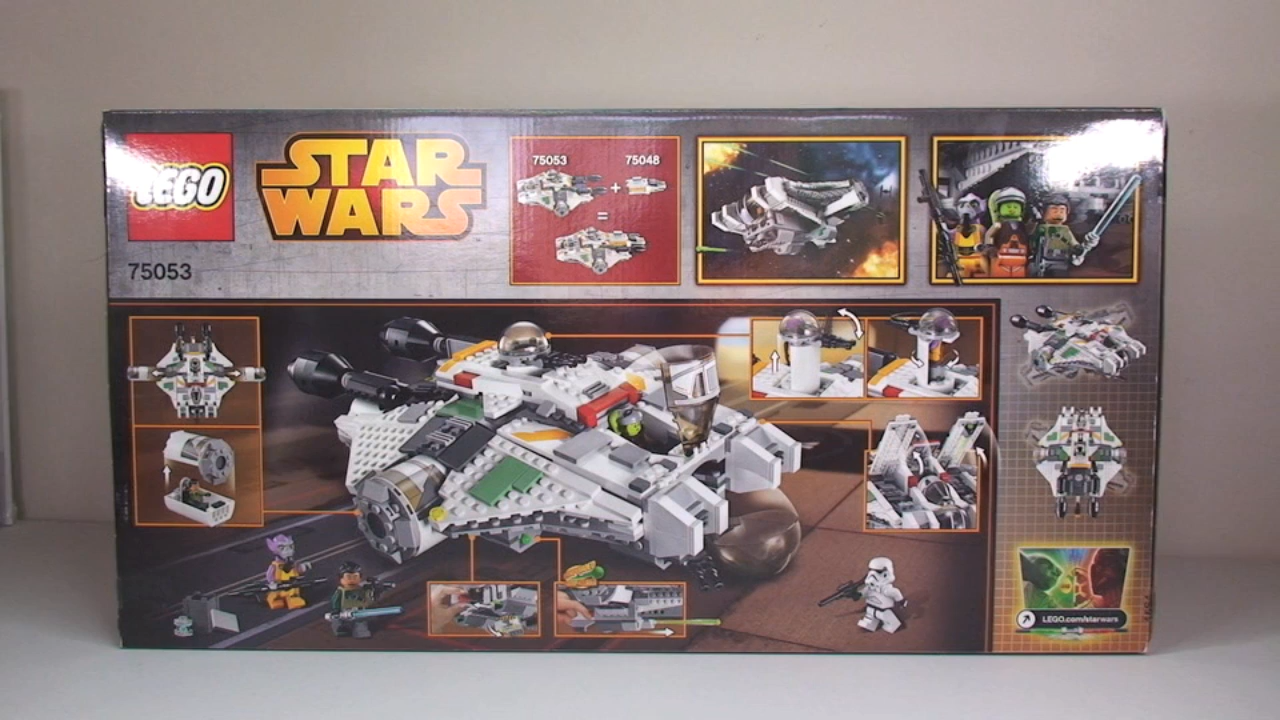 LEGO
STAR
WARS
75053
75053
75048
+
=
LEGO.com/starwars